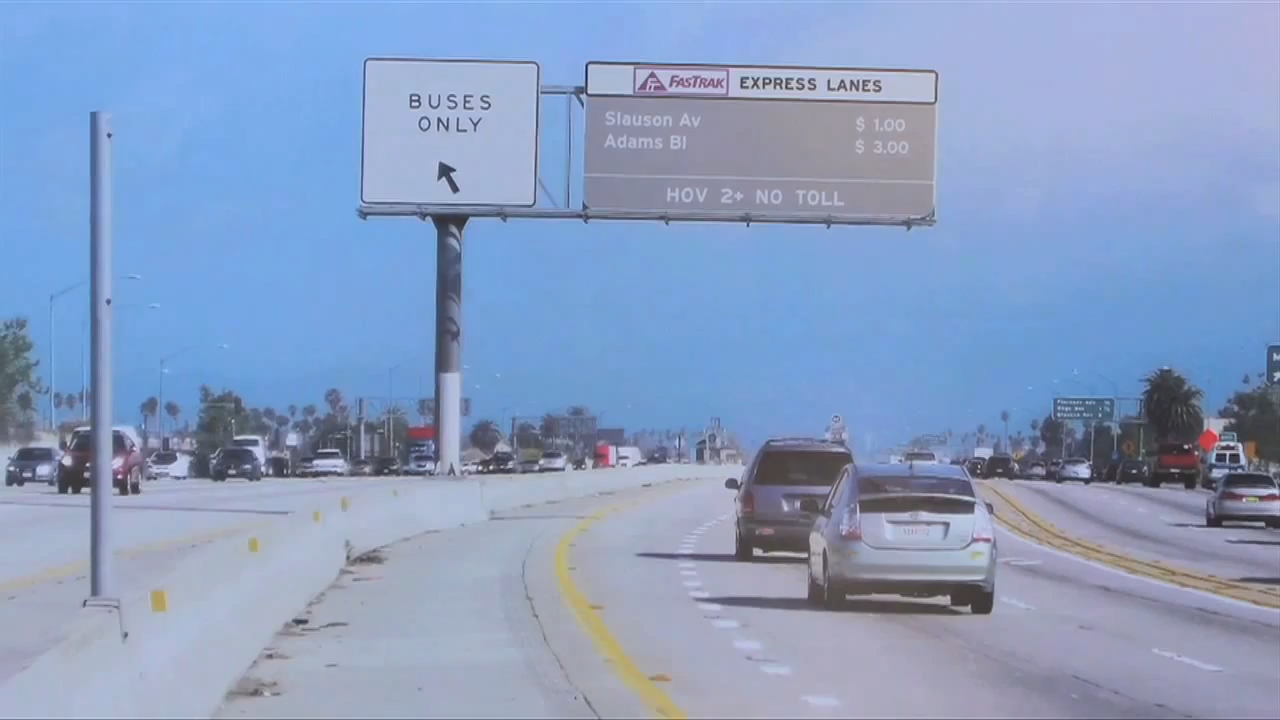 BUSES
ONLY
FASTRAK EXPRESS LANES
Slauson Av $ 1.00
Adams Bl $ 3.00
HOV 2+ NO TOLL